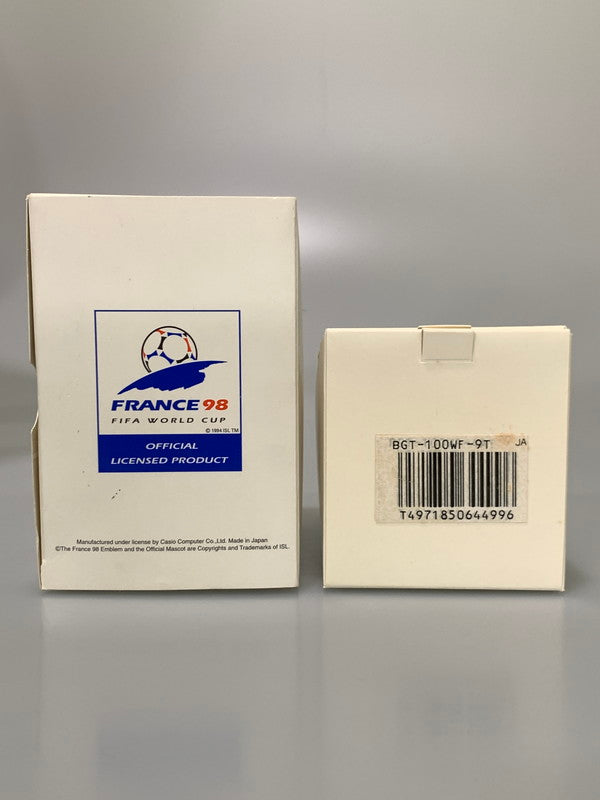 FRANCE 98
FIFA WORLD CUP
© 1994 ISL TM
OFFICIAL
LICENSED PRODUCT
Manufactured under license by Casio Computer Co.,Ltd. Made in Japan
©The France 98 Emblem and the Official Mascot are Copyrights and Trademarks of ISL.
BGT-100WF-9T JA
T4971850644996